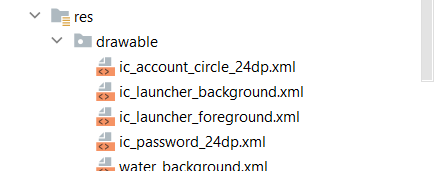 res
drawable
ic_account_circle_24dp.xml
ic_launcher_background.xml
ic_launcher_foreground.xml
ic_password_24dp.xml
water_background.xml